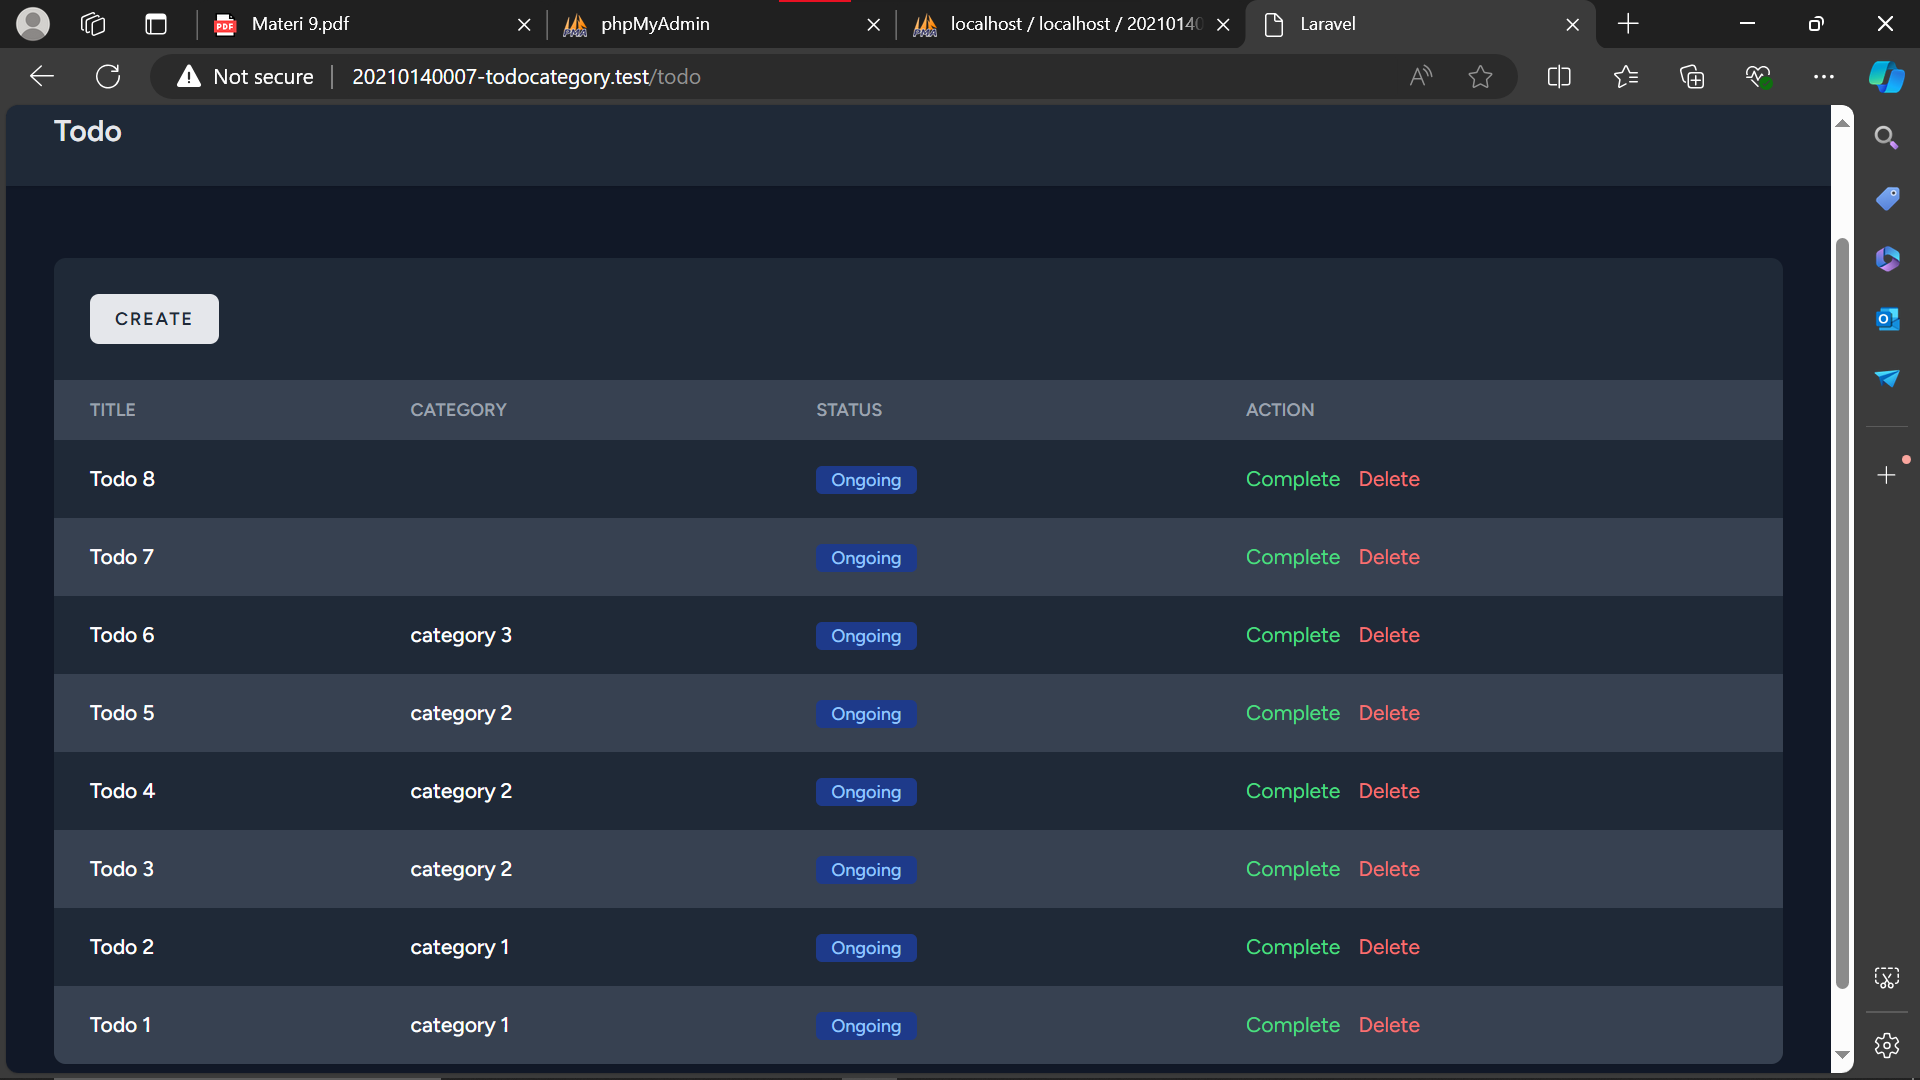 Materi 9.pdf
phpMyAdmin
localhost / localhost / 20210140
Laravel
Not secure
20210140007-todocategory.test/todo
Todo
CREATE
TITLE CATEGORY STATUS ACTION
Todo 8 Ongoing Complete Delete
Todo 7 Ongoing Complete Delete
Todo 6 category 3 Ongoing Complete Delete
Todo 5 category 2 Ongoing Complete Delete
Todo 4 category 2 Ongoing Complete Delete
Todo 3 category 2 Ongoing Complete Delete
Todo 2 category 1 Ongoing Complete Delete
Todo 1 category 1 Ongoing Complete Delete